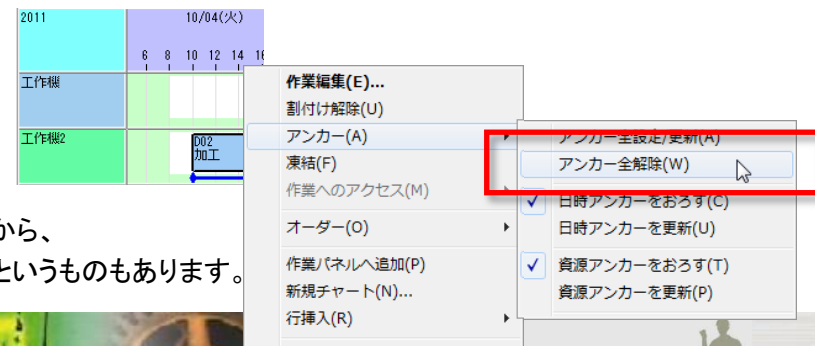 2011
10/04(火)
6 8 10 12 14 16
工作機
工作機2
D02
加工
作業編集(E)...
割付け解除(U)
アンカー(A)
凍結(F)
作業へのアクセス(M)
オーダー(O)
作業パネルへ追加(P)
新規チャート(N)...
行挿入(R)
アンカー全設定/更新(A)
アンカー全解除(W)
日時アンカーをおろす(C)
日時アンカーを更新(U)
資源アンカーをおろす(T)
資源アンカーを更新(P)
から、
というものもあります。